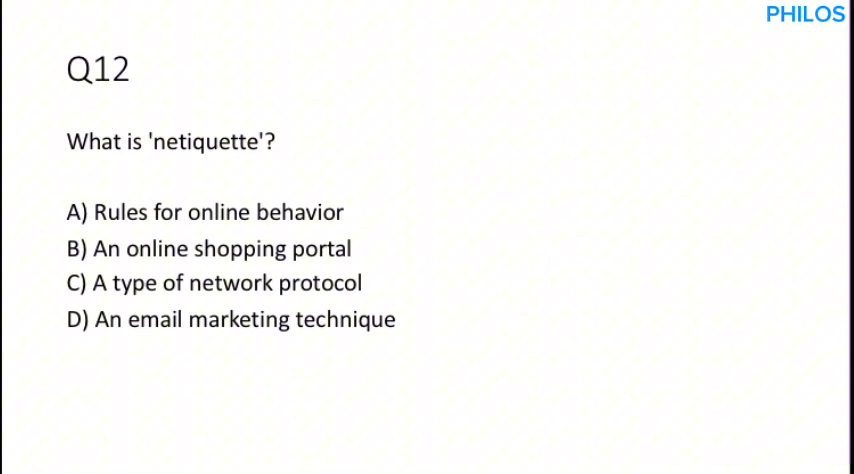 PHILOS
Q12
What is 'netiquette'?
A) Rules for online behavior
B) An online shopping portal
C) A type of network protocol
D) An email marketing technique